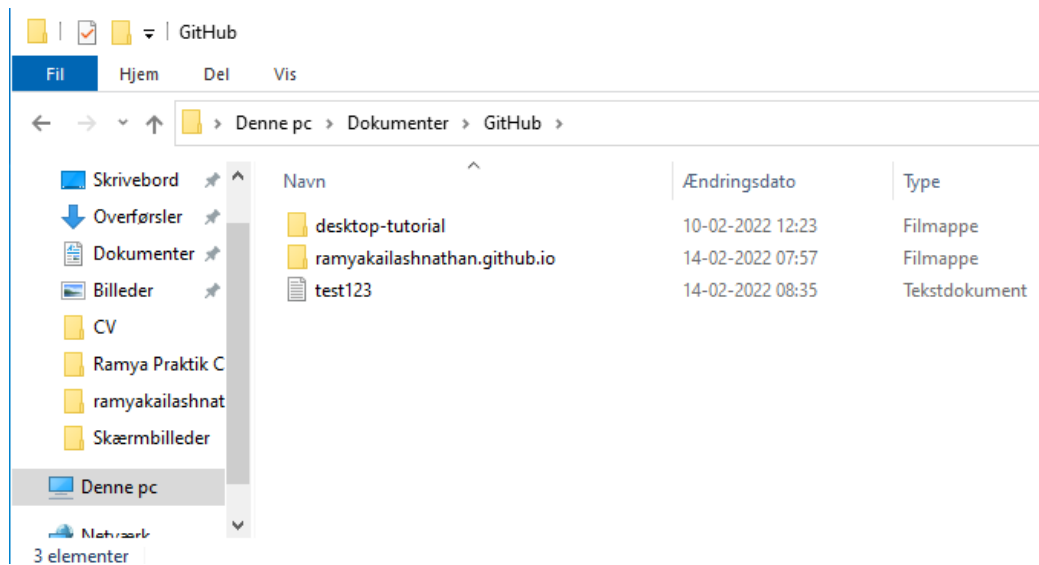 GitHub
Fil Hjem Del Vis
Denne pc Dokumenter GitHub
Skrivebord
Overførsler
Dokumenter
Billeder
CV
Ramya Praktik C
ramyakailashnat
Skærmbilleder
Denne pc
Netværk
Navn Ændringsdato Type
desktop-tutorial 10-02-2022 12:23 Filmappe
ramyakailashnathan.github.io 14-02-2022 07:57 Filmappe
test123 14-02-2022 08:35 Tekstdokument
3 elementer